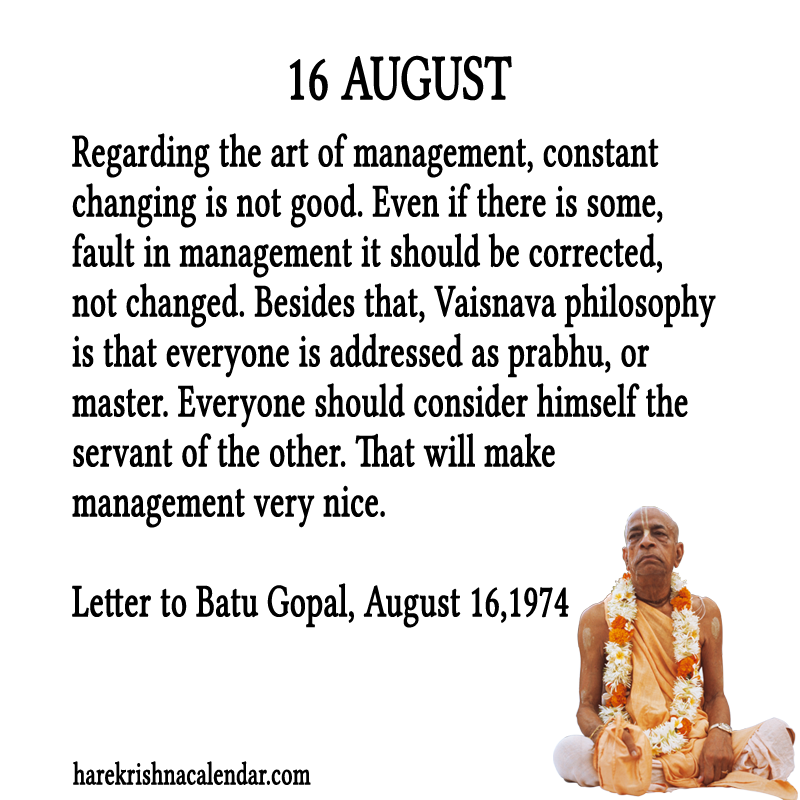 16 AUGUST
Regarding the art of management, constant
changing is not good. Even if there is some,
fault in management it should be corrected,
not changed. Besides that, Vaisnava philosophy
is that everyone is addressed as prabhu, or
master. Everyone should consider himself the
servant of the other. That will make
management very nice.
Letter to Batu Gopal, August 16,1974
harekrishnacalendar.com